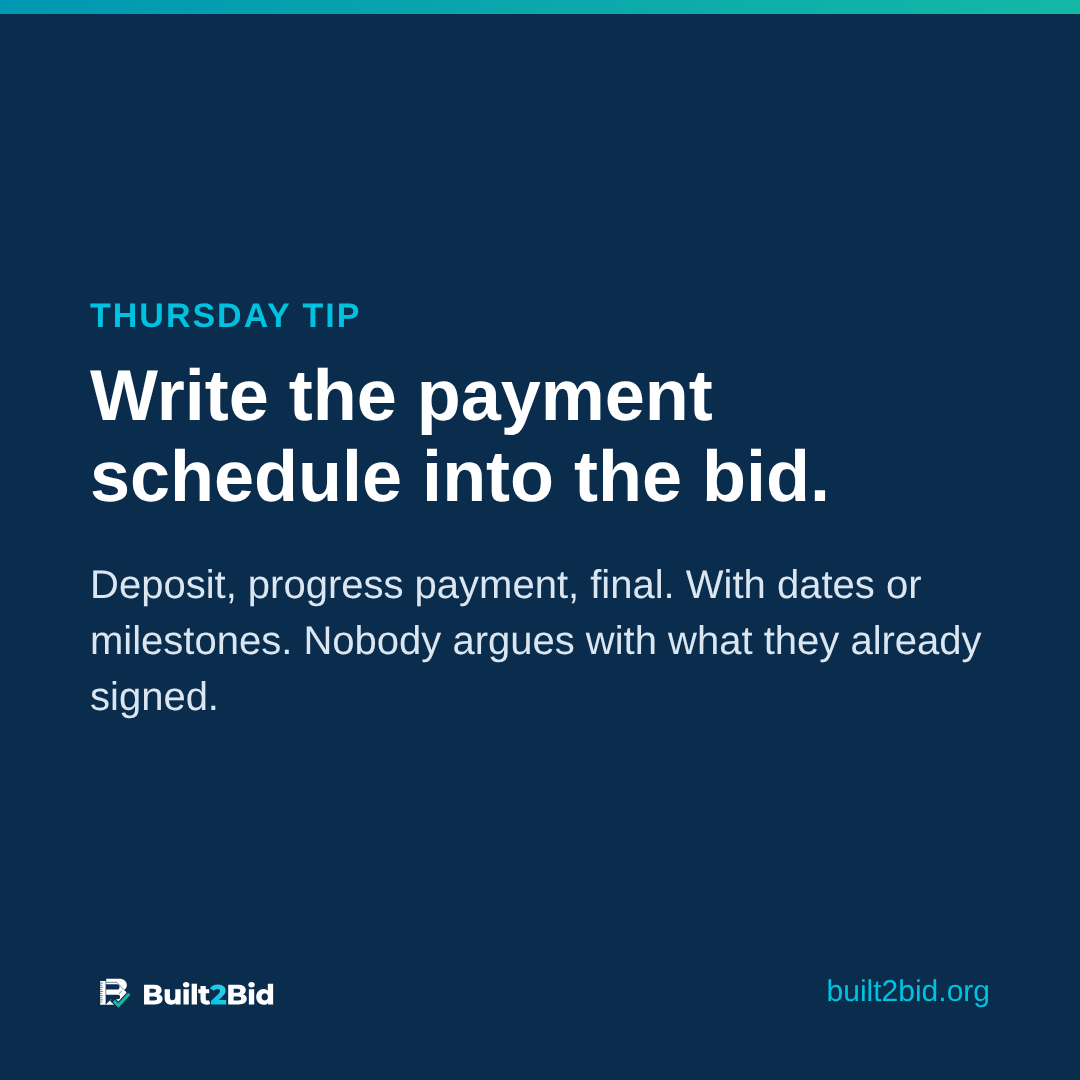 THURSDAY TIP
Write the payment
schedule into the bid.
Deposit, progress payment, final. With dates or
milestones. Nobody argues with what they already
signed.
Built2Bid
built2bid.org